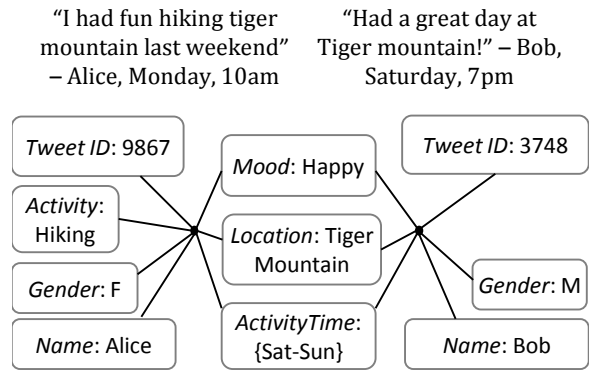 “I had fun hiking tiger
mountain last weekend”
– Alice, Monday, 10am
“Had a great day at
Tiger mountain!” – Bob,
Saturday, 7pm
Tweet ID: 9867
Mood: Happy
Tweet ID: 3748
Activity:
Hiking
Location: Tiger
Mountain
Gender: F
Gender: M
Name: Alice
ActivityTime:
{Sat-Sun}
Name: Bob